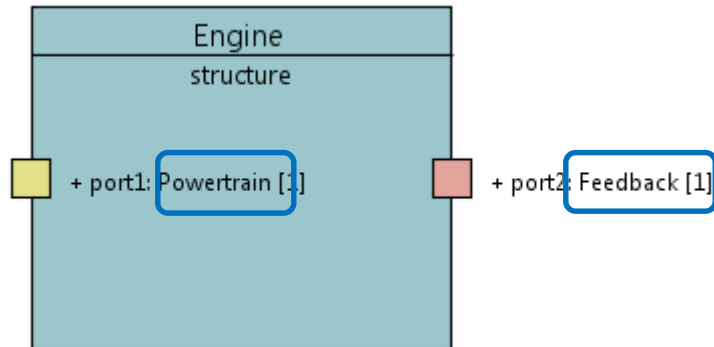 Engine
structure
+ port1: Powertrain [1]
+ port2: Feedback [1]